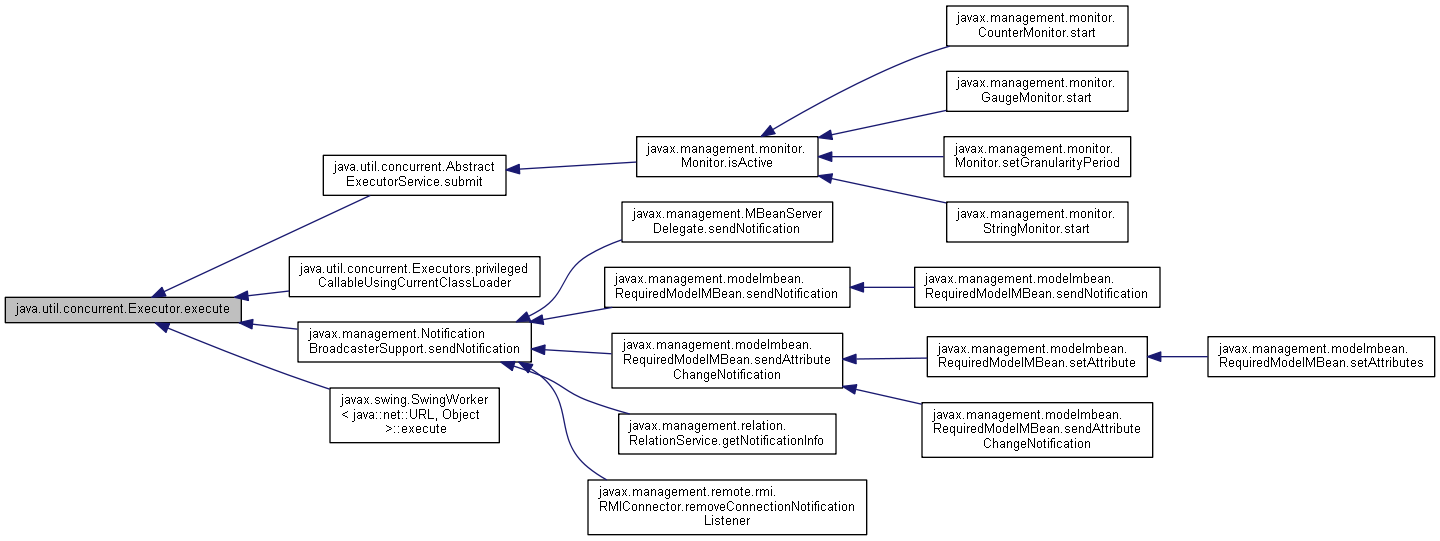 javax.management.monitor.
CounterMonitor.start
javax.management.monitor.
GaugeMonitor.start
javax.management.monitor.
Monitor.isActive
javax.management.monitor.
Monitor.setGranularityPeriod
java.util.concurrent.Abstract
ExecutorService.submit
javax.management.monitor.
StringMonitor.start
javax.management.MBeanServer
Delegate.sendNotification
java.util.concurrent.Executors.privileged
CallableUsingCurrentClassLoader
javax.management.modelmbean.
RequiredModelMBean.sendNotification
javax.management.modelmbean.
RequiredModelMBean.sendNotification
java.util.concurrent.Executor.execute
javax.management.Notification
BroadcasterSupport.sendNotification
javax.management.modelmbean.
RequiredModelMBean.sendAttribute
ChangeNotification
javax.management.modelmbean.
RequiredModelMBean.setAttribute
javax.management.modelmbean.
RequiredModelMBean.setAttributes
javax.swing.SwingWorker
< java::net::URL, Object
>::execute
javax.management.relation.
RelationService.getNotificationInfo
javax.management.modelmbean.
RequiredModelMBean.sendAttribute
ChangeNotification
javax.management.remote.rmi.
RMIConnector.removeConnectionNotification
Listener